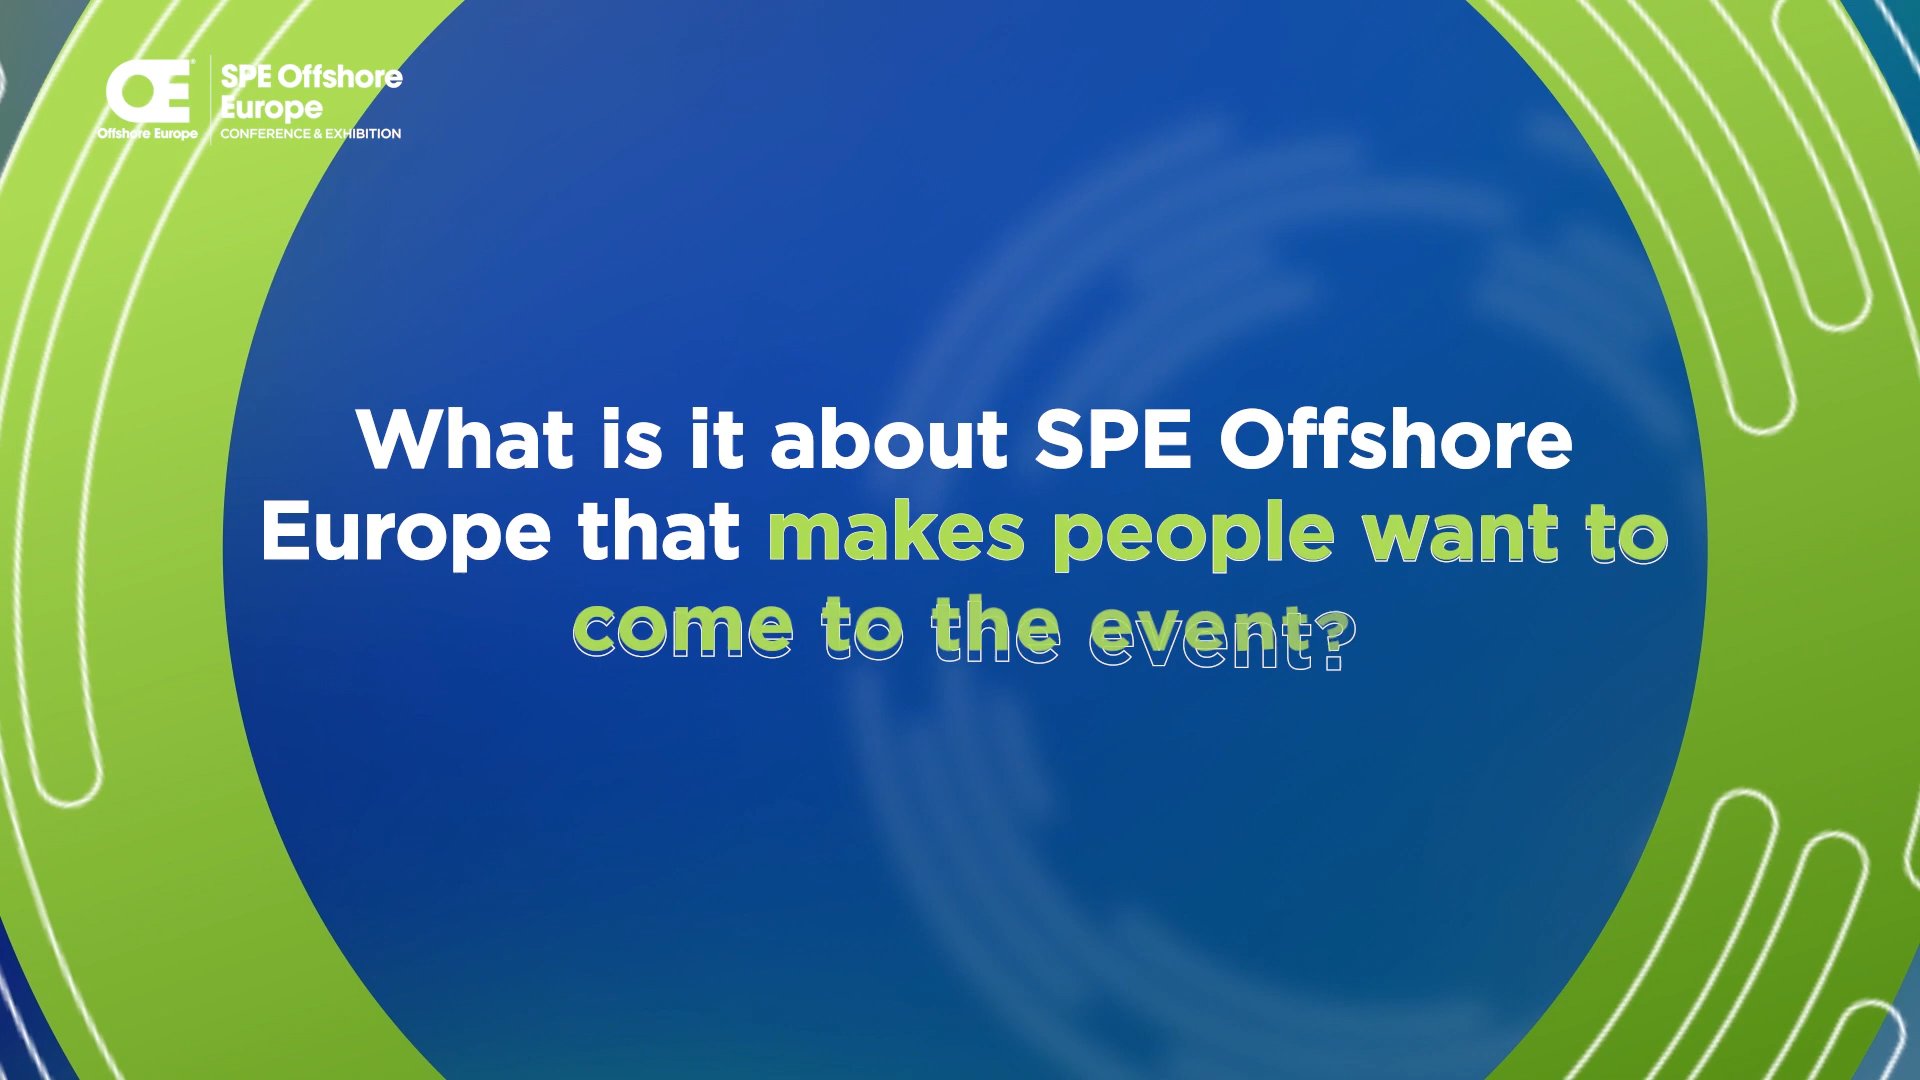 OE
Offshore Europe
SPE Offshore
Europe
CONFERENCE & EXHIBITION
What is it about SPE Offshore
Europe that makes people want to
come to the event?